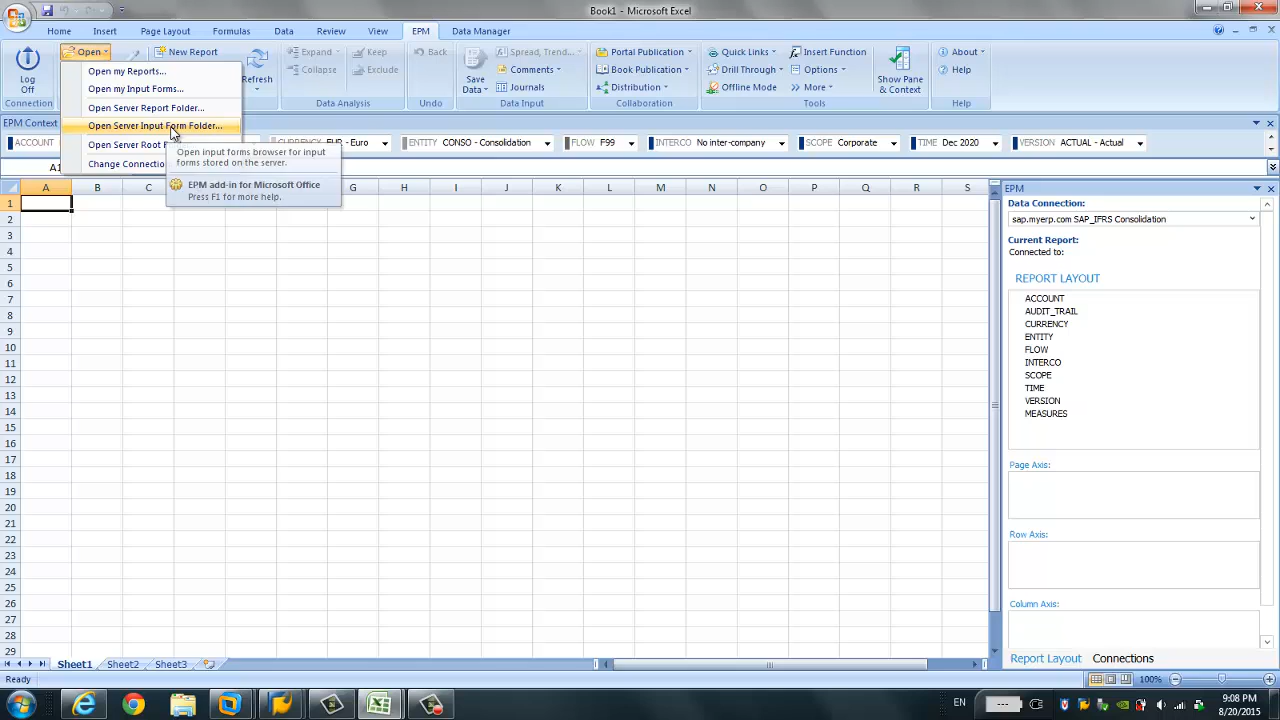 Book1 - Microsoft Excel
Home Insert Page Layout Formulas Data Review View EPM Data Manager
Log Off
Connection
Open
New Report
Refresh
Expand
Collapse
Keep
Exclude
Data Analysis
Back
Undo
Save Data
Spread, Trend...
Comments
Journals
Data Input
Portal Publication
Book Publication
Distribution
Collaboration
Quick Links
Drill Through
Offline Mode
Insert Function
Options
More
Tools
Show Pane & Context
About
Help
Help
Open my Reports...
Open my Input Forms...
Open Server Report Folder...
Open Server Input Form Folder...
Open Server Root F
Change Connectio
Open input forms browser for input
forms stored on the server.
EPM add-in for Microsoft Office
Press F1 for more help.
EPM Context
ACCOUNT
CURRENCY EUR - Euro
ENTITY CONSO - Consolidation
FLOW F99
INTERCO No inter-company
SCOPE Corporate
TIME Dec 2020
VERSION ACTUAL - Actual
A1
A B C G H I J K L M N O P Q R S
1
2
3
4
5
6
7
8
9
10
11
12
13
14
15
16
17
18
19
20
21
22
23
24
25
26
27
28
29
EPM
Data Connection:
sap.myerp.com SAP_IFRS Consolidation
Current Report:
Connected to:
REPORT LAYOUT
ACCOUNT
AUDIT_TRAIL
CURRENCY
ENTITY
FLOW
INTERCO
SCOPE
TIME
VERSION
MEASURES
Page Axis:
Row Axis:
Column Axis:
Report Layout Connections
Sheet1 Sheet2 Sheet3
Ready
100%
EN
9:08 PM
8/20/2015